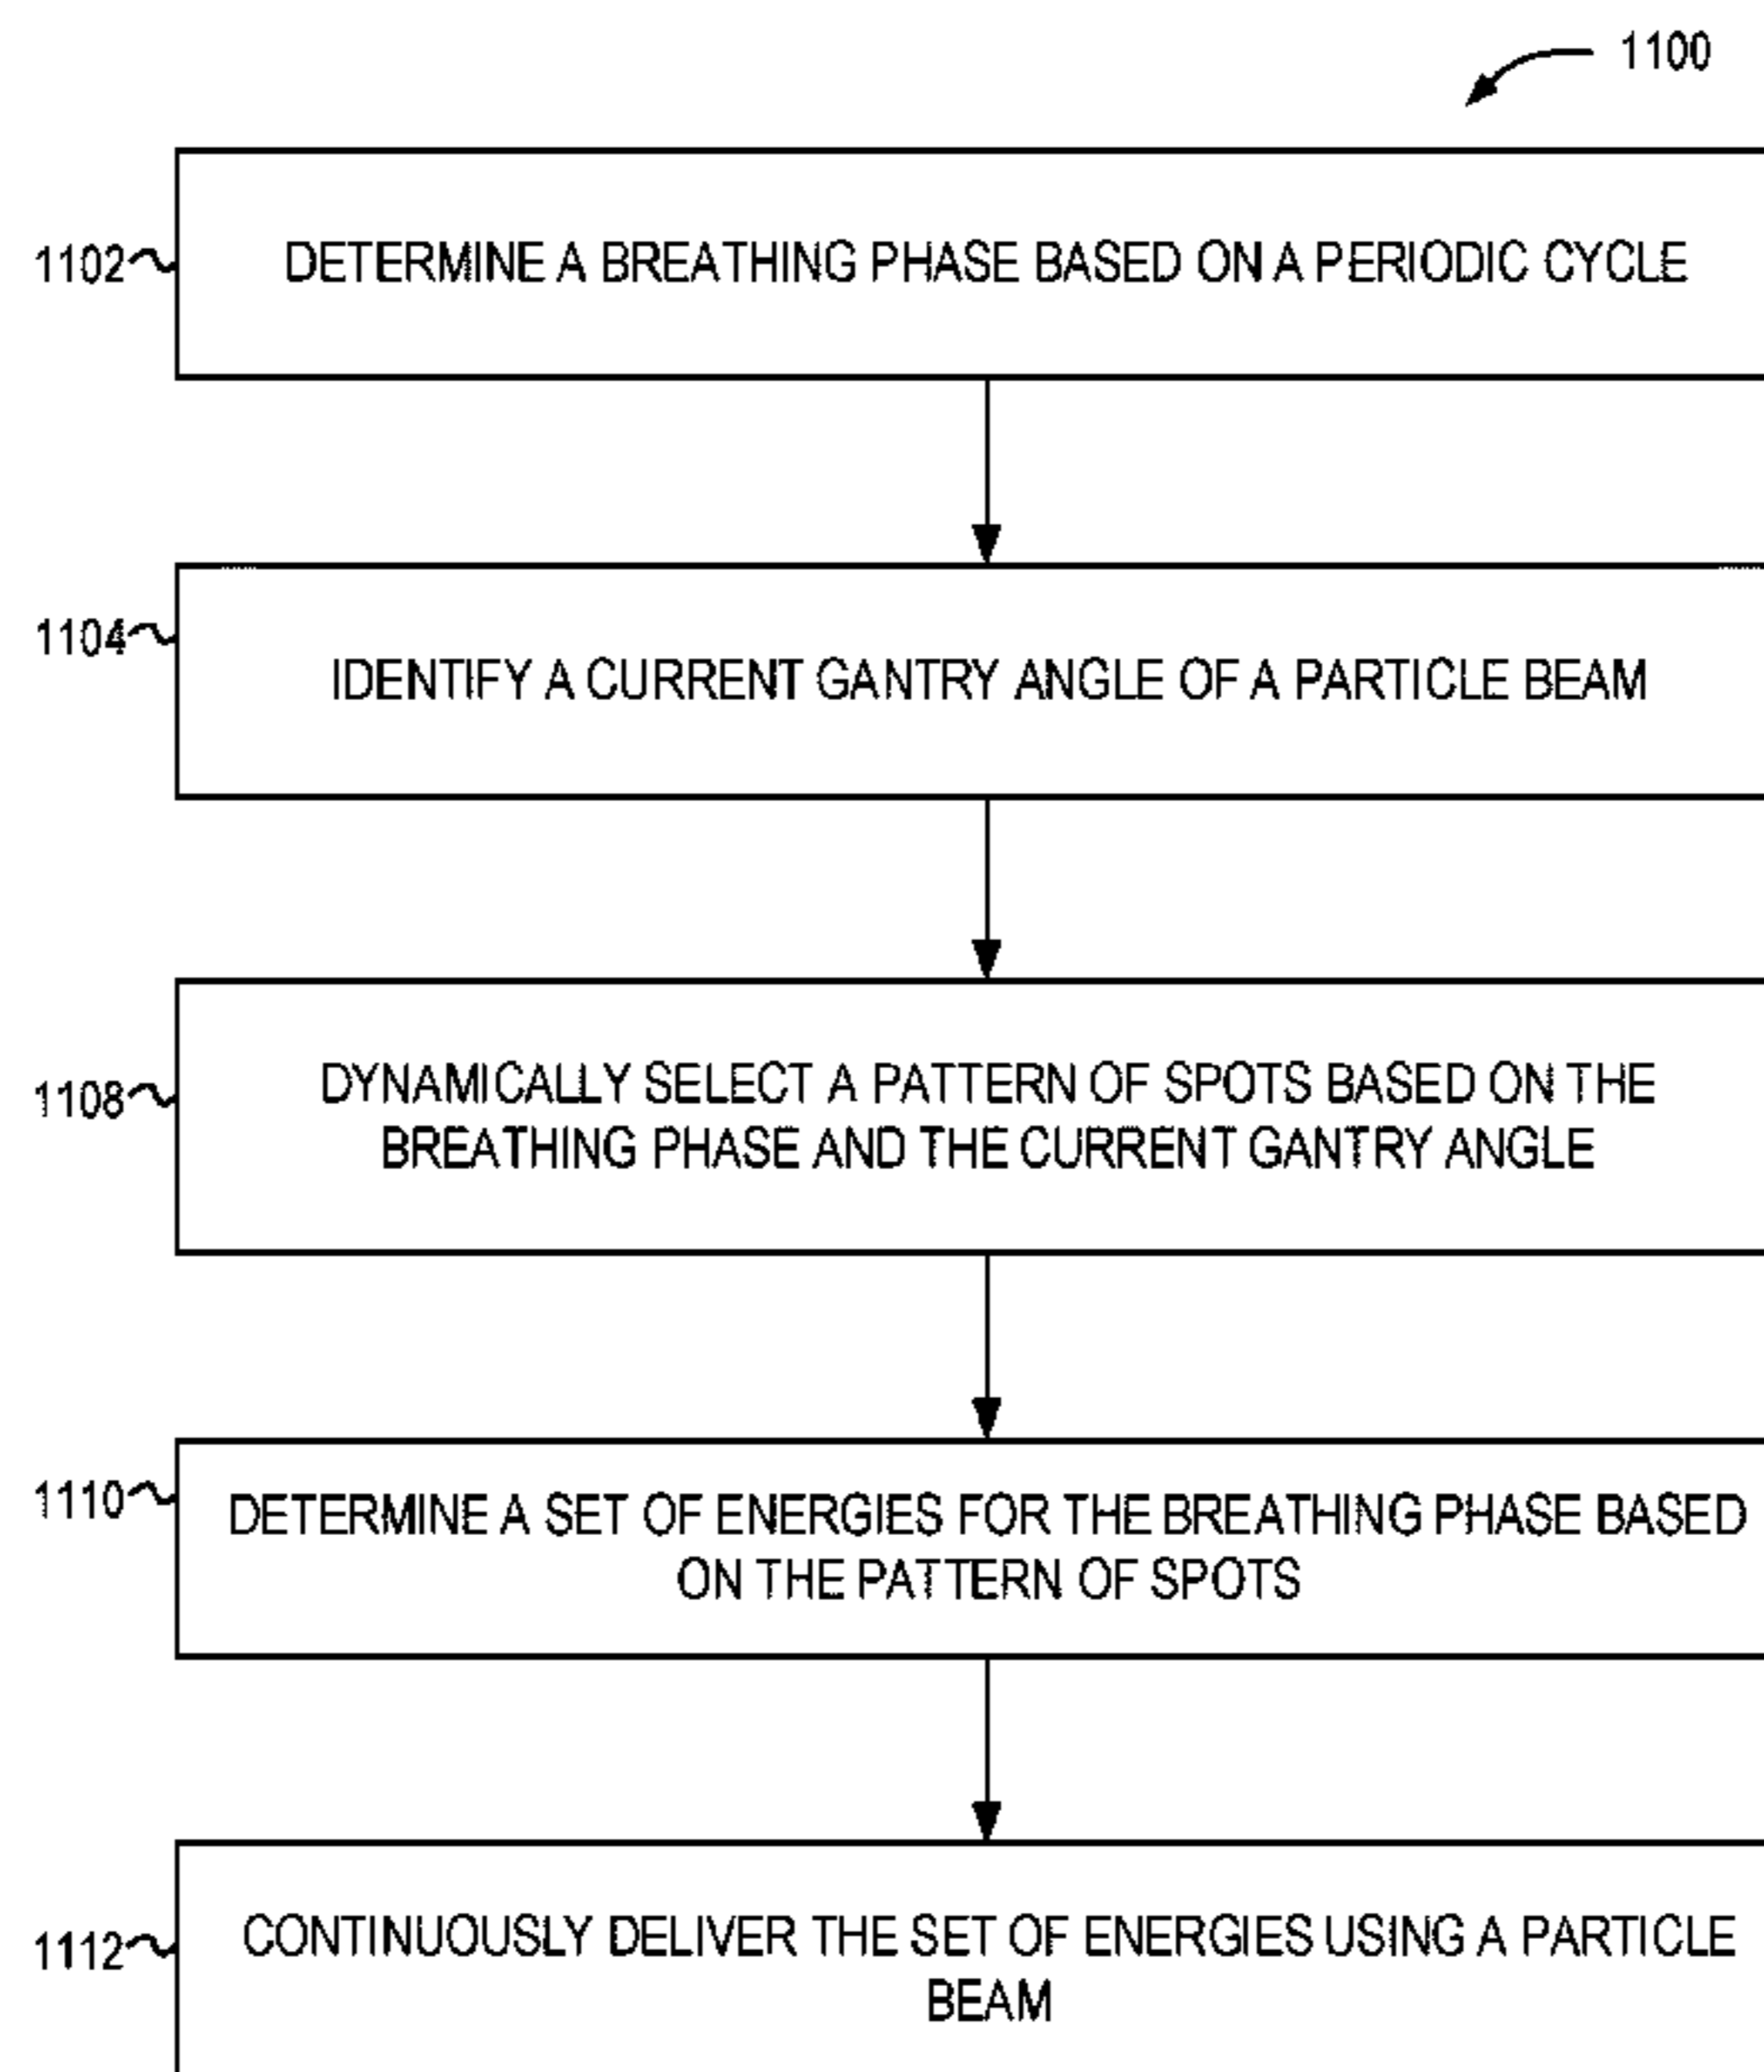 1100
1102
DETERMINE A BREATHING PHASE BASED ON A PERIODIC CYCLE
1104
IDENTIFY A CURRENT GANTRY ANGLE OF A PARTICLE BEAM
1108
DYNAMICALLY SELECT A PATTERN OF SPOTS BASED ON THE
BREATHING PHASE AND THE CURRENT GANTRY ANGLE
1110
DETERMINE A SET OF ENERGIES FOR THE BREATHING PHASE BASED
ON THE PATTERN OF SPOTS
1112
CONTINUOUSLY DELIVER THE SET OF ENERGIES USING A PARTICLE
BEAM